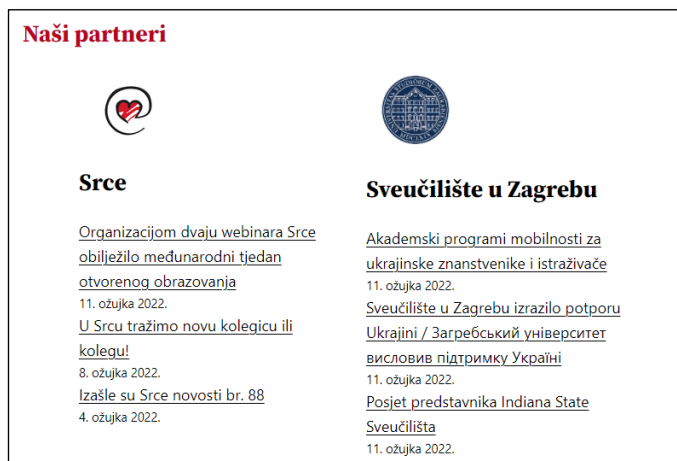 Naši partneri
Srce
Organizacijom dvaju webinara Srce
obilježilo međunarodni tjedan
otvorenog obrazovanja
11. ožujka 2022.
U Srcu tražimo novu kolegicu ili
kolegu!
8. ožujka 2022.
Izašle su Srce novosti br. 88
4. ožujka 2022.
Sveučilište u Zagrebu
Akademski programi mobilnosti za
ukrajinske znanstvenike i istraživače
11. ožujka 2022.
Sveučilište u Zagrebu izrazilo potporu
Ukrajini / Загребський університет
висловив підтримку Україні
11. ožujka 2022.
Posjet predstavnika Indiana State
Sveučilišta
11. ožujka 2022.